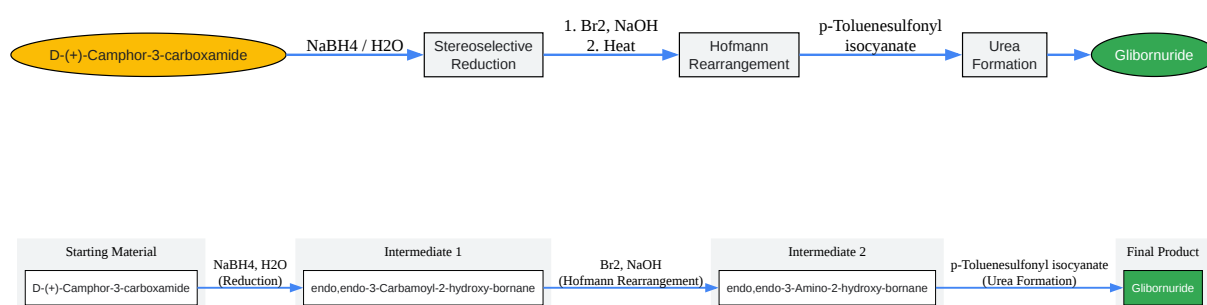 D-(+)-Camphor-3-carboxamide
NaBH4 / H2O
Stereoselective
Reduction
1. Br2, NaOH
2. Heat
Hofmann
Rearrangement
p-Toluenesulfonyl
isocyanate
Urea
Formation
Glibornuride
Starting Material
D-(+)-Camphor-3-carboxamide
NaBH4, H2O
(Reduction)
Intermediate 1
endo,endo-3-Carbamoyl-2-hydroxy-bornane
Br2, NaOH
(Hofmann Rearrangement)
Intermediate 2
endo,endo-3-Amino-2-hydroxy-bornane
p-Toluenesulfonyl isocyanate
(Urea Formation)
Final Product
Glibornuride